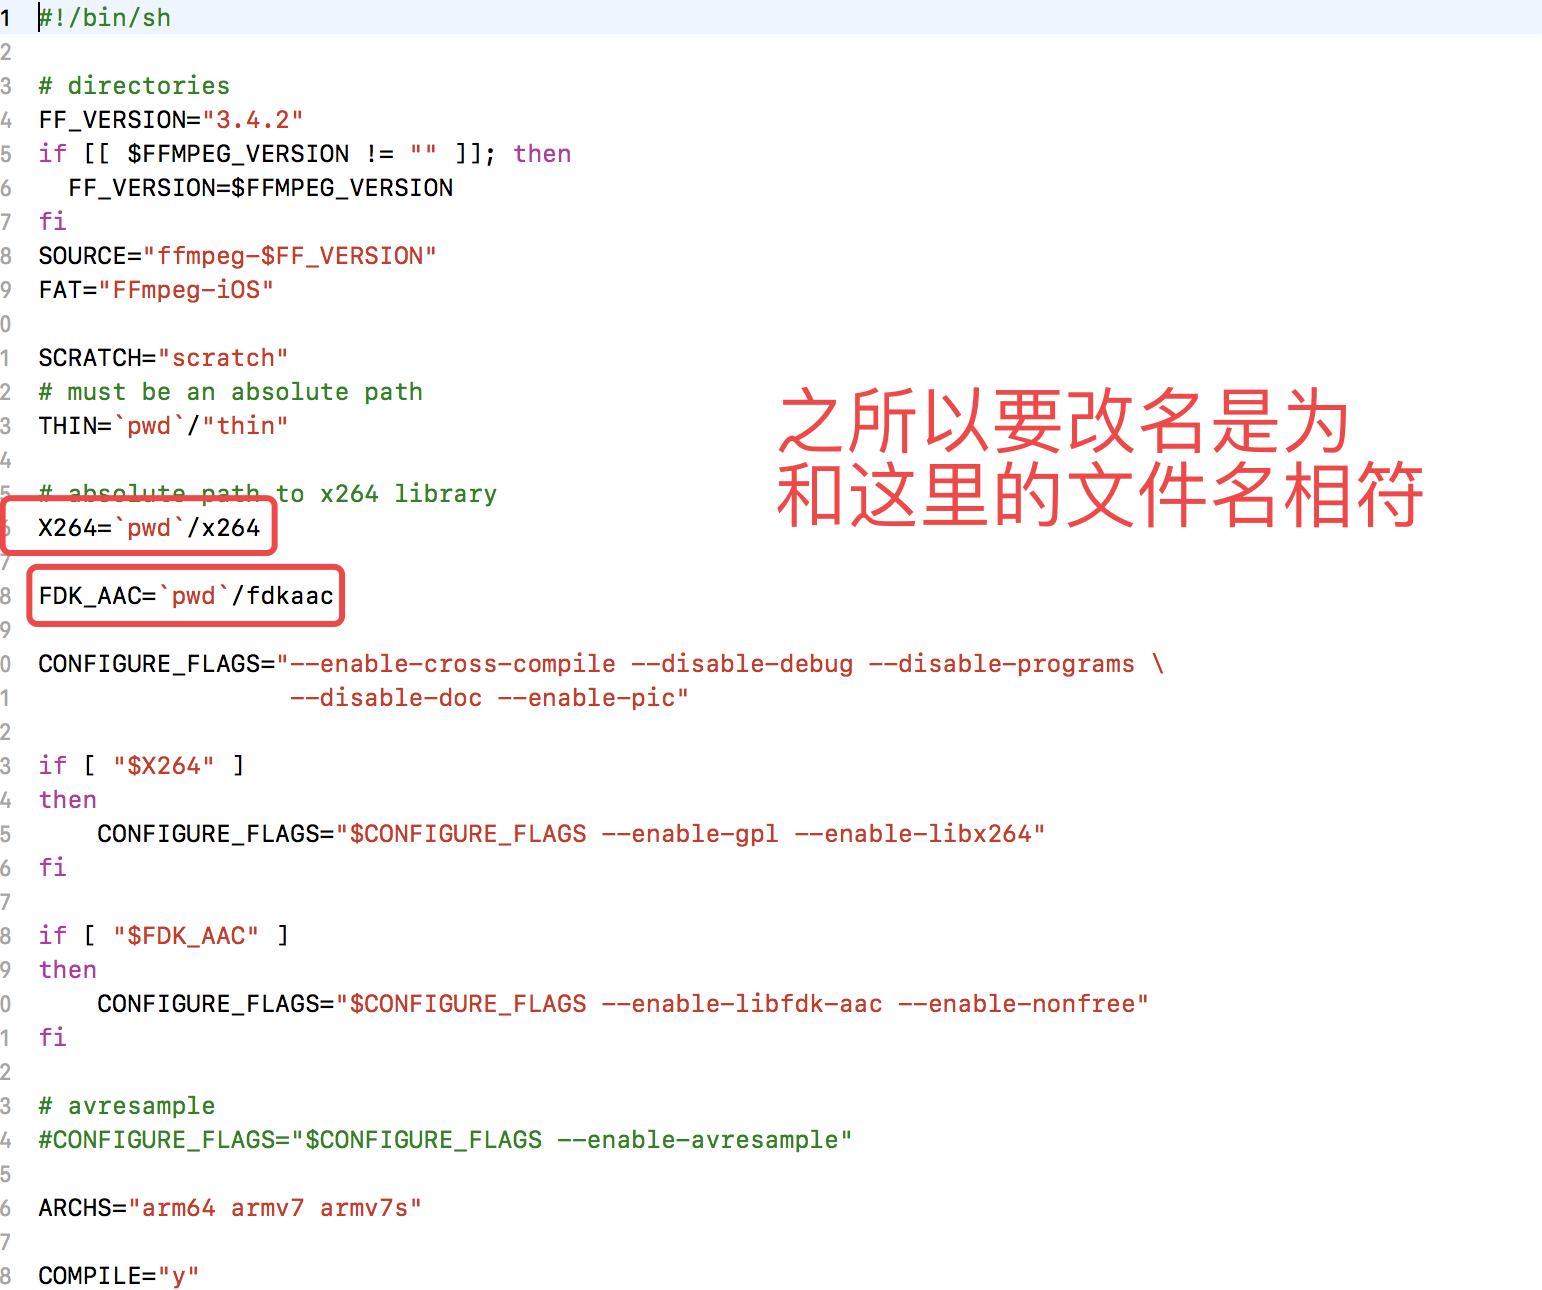 1 #!/bin/sh
2
3 # directories
4 FF_VERSION="3.4.2"
5 if [[ $FFMPEG_VERSION != "" ]]; then
6   FF_VERSION=$FFMPEG_VERSION
7 fi
8 SOURCE="ffmpeg-$FF_VERSION"
9 FAT="FFmpeg-iOS"
0
1 SCRATCH="scratch"
2 # must be an absolute path
3 THIN=`pwd`/"thin"
4
5 # absolute path to x264 library
6 X264=`pwd`/x264
7
8 FDK_AAC=`pwd`/fdkaac
9
之所以要改名是为
和这里的文件名相符
0 CONFIGURE_FLAGS="--enable-cross-compile --disable-debug --disable-programs \
1                  --disable-doc --enable-pic"
2
3 if [ "$X264" ]
4 then
5     CONFIGURE_FLAGS="$CONFIGURE_FLAGS --enable-gpl --enable-libx264"
6 fi
7
8 if [ "$FDK_AAC" ]
9 then
0     CONFIGURE_FLAGS="$CONFIGURE_FLAGS --enable-libfdk-aac --enable-nonfree"
1 fi
2
3 # avresample
4 #CONFIGURE_FLAGS="$CONFIGURE_FLAGS --enable-avresample"
5
6 ARCHS="arm64 armv7 armv7s"
7
8 COMPILE="y"